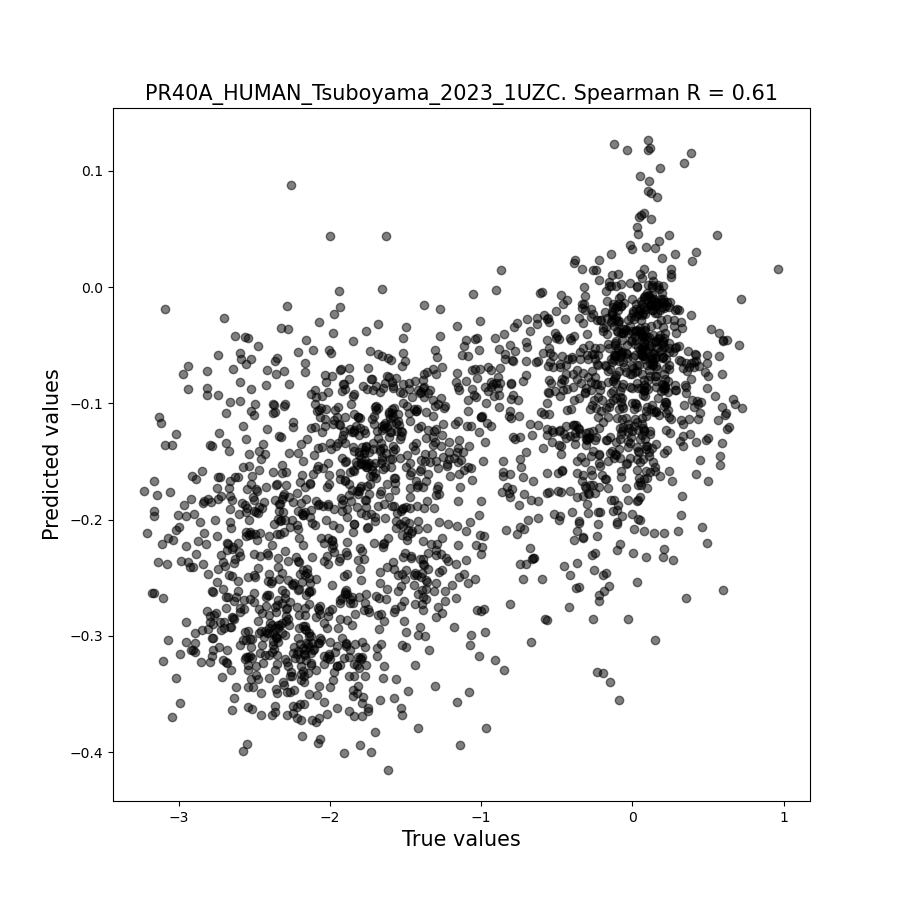 PR40A_HUMAN_Tsuboyama_2023_1UZC. Spearman R = 0.61
0.1
0.0
−0.1
−0.2
−0.3
−0.4
Predicted values
−3 −2 −1 0 1
True values